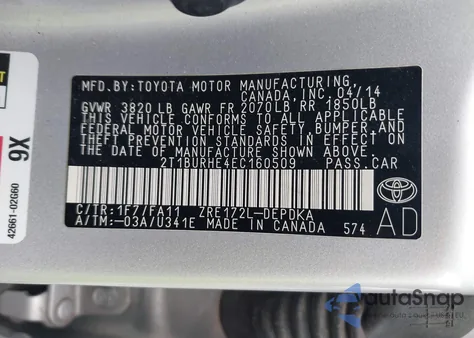 MFD. BY: TOYOTA MOTOR MANUFACTURING,
CANADA, INC. 04/14
GVWR 3820 LB GAWR FR 2070LB RR 1850LB
THIS VEHICLE CONFORMS TO ALL APPLICABLE
FEDERAL MOTOR VEHICLE SAFETY, BUMPER, AND
THEFT PREVENTION STANDARDS IN EFFECT ON
THE DATE OF MANUFACTURE SHOWN ABOVE.
2T1BURHE4EC160509 PASS.CAR
C/TR: 1F7/FA11 ZRE172L-DEPDKA
A/TM: -03A/U341E MADE IN CANADA 574
TOYOTA
AD
9X
42661-02G60
autoSnap